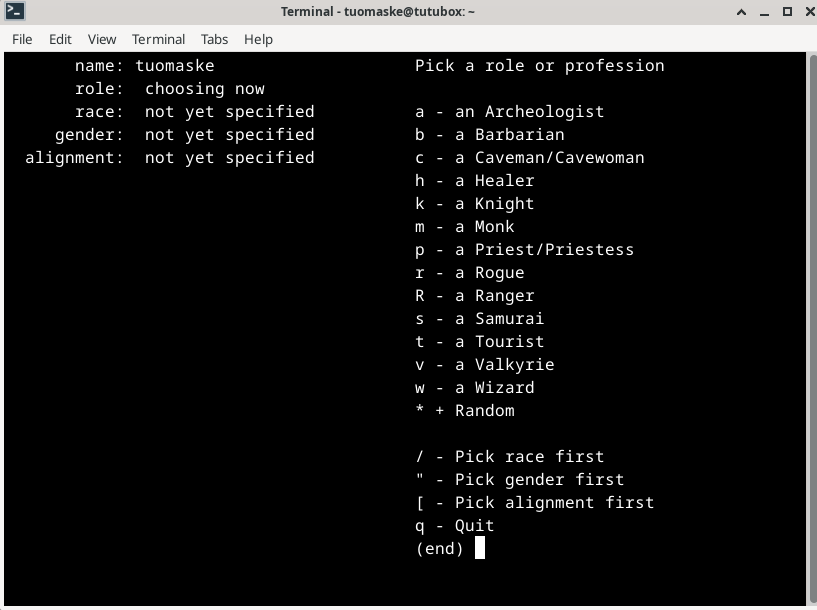 Terminal - tuomaske@tutubox: ~
File Edit View Terminal Tabs Help
name: tuomaske
role: choosing now
race: not yet specified
gender: not yet specified
alignment: not yet specified
Pick a role or profession
a - an Archeologist
b - a Barbarian
c - a Caveman/Cavewoman
h - a Healer
k - a Knight
m - a Monk
p - a Priest/Priestess
r - a Rogue
R - a Ranger
s - a Samurai
t - a Tourist
v - a Valkyrie
w - a Wizard
* + Random
/ - Pick race first
" - Pick gender first
[ - Pick alignment first
q - Quit
(end)